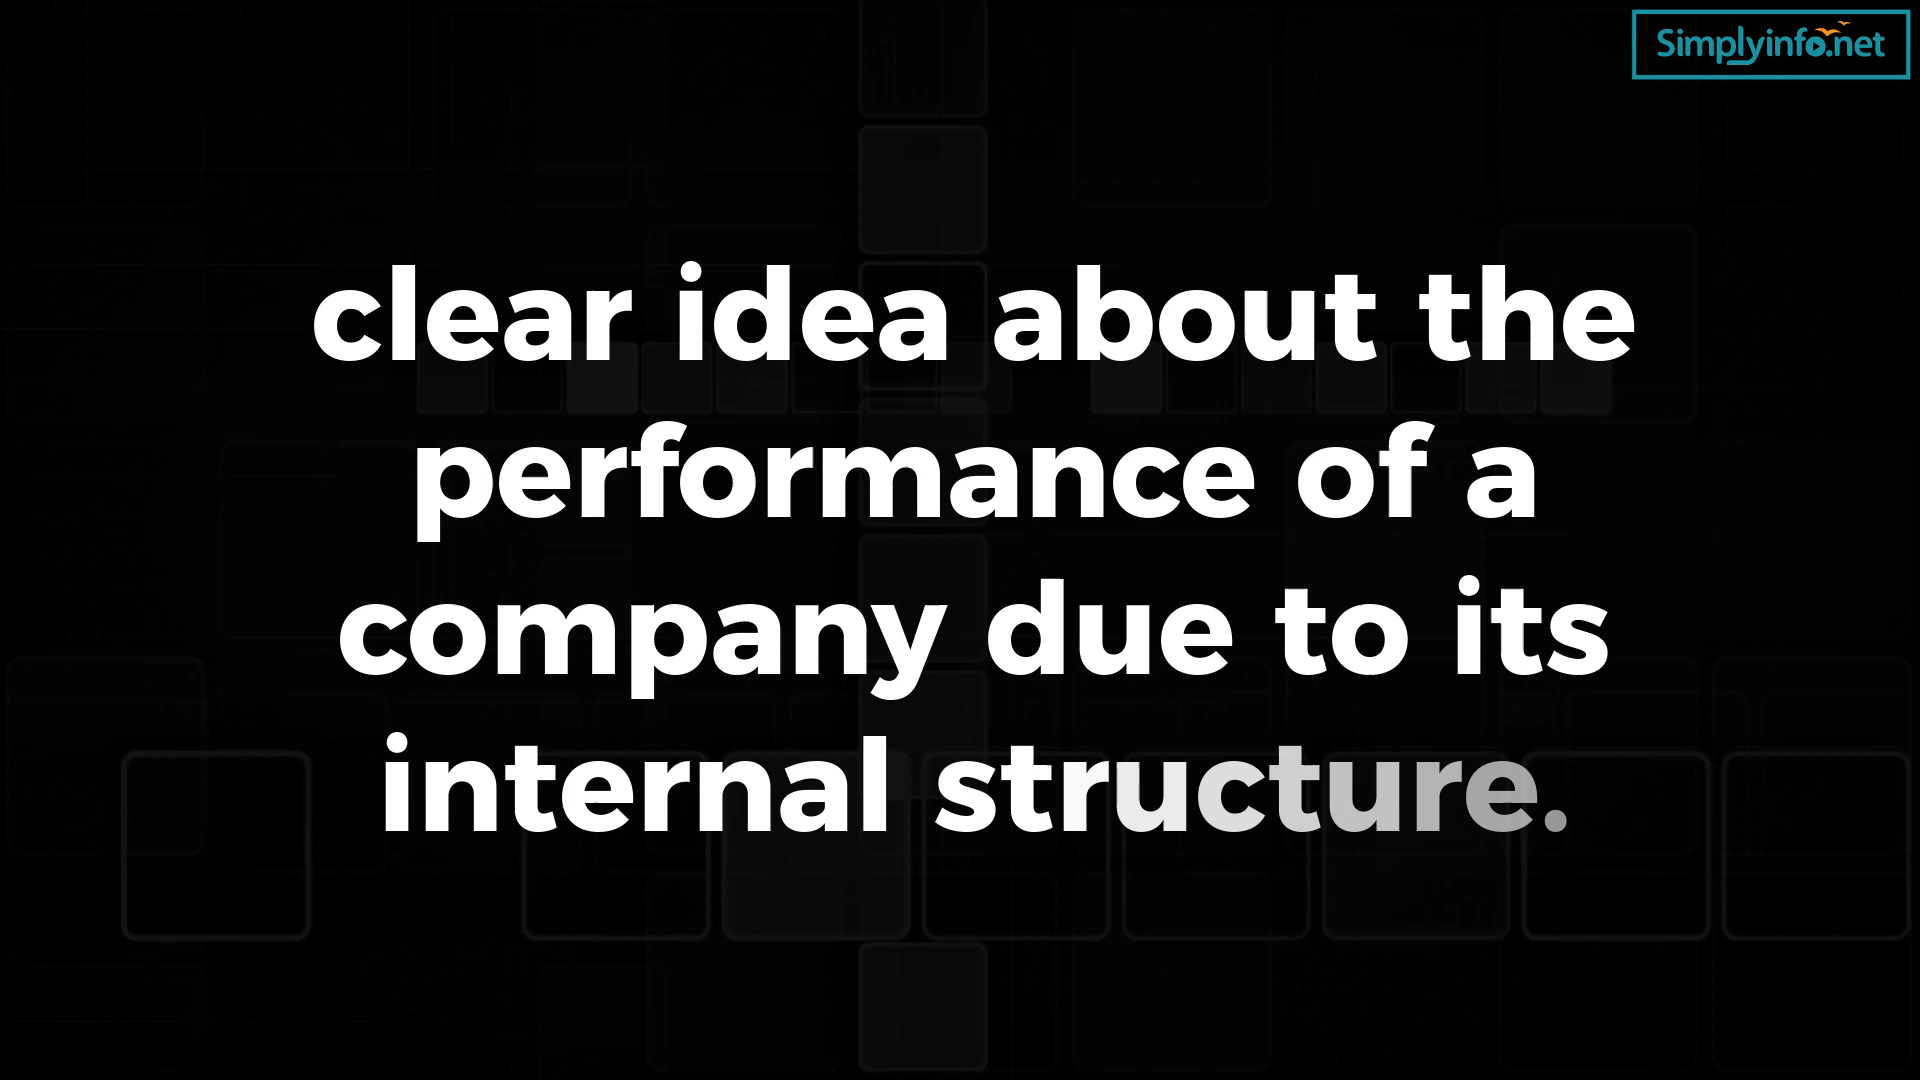 Simplyinfo.net
clear idea about the
performance of a
company due to its
internal structure.